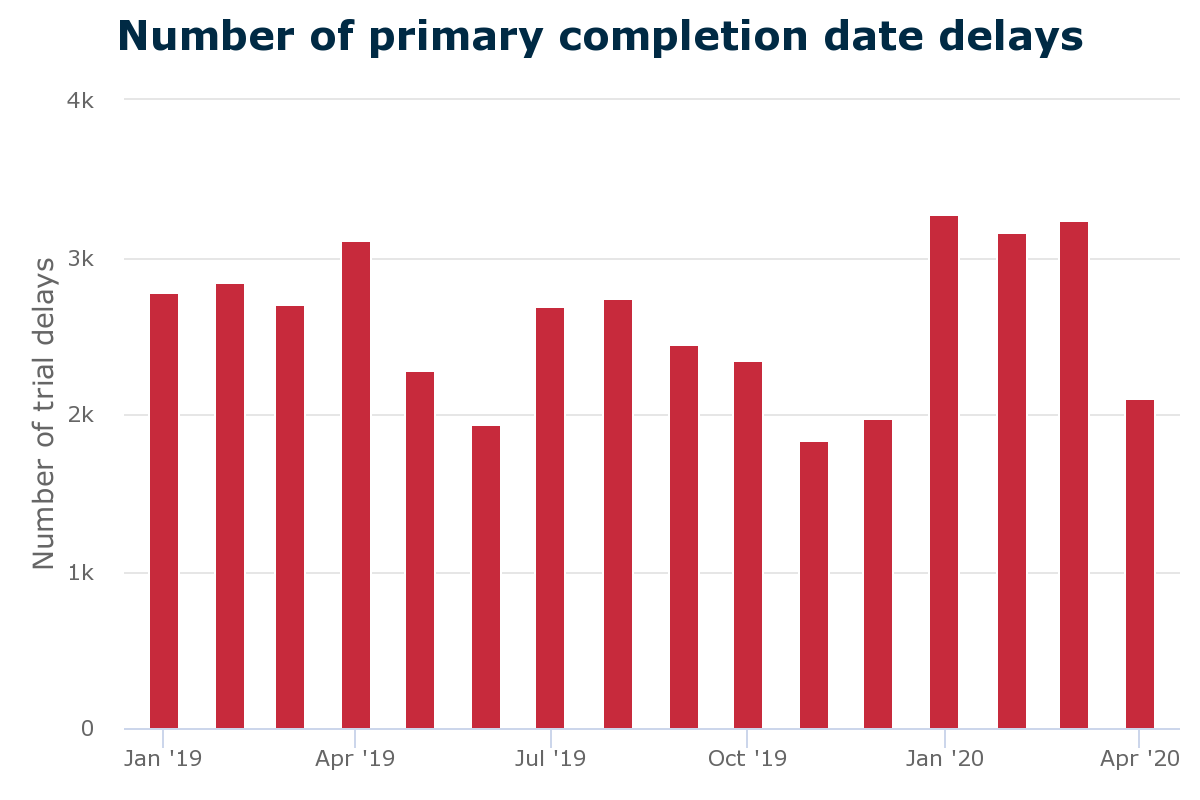 Number of primary completion date delays
Number of trial delays
4k
3k
2k
1k
0
Jan '19
Apr '19
Jul '19
Oct '19
Jan '20
Apr '20